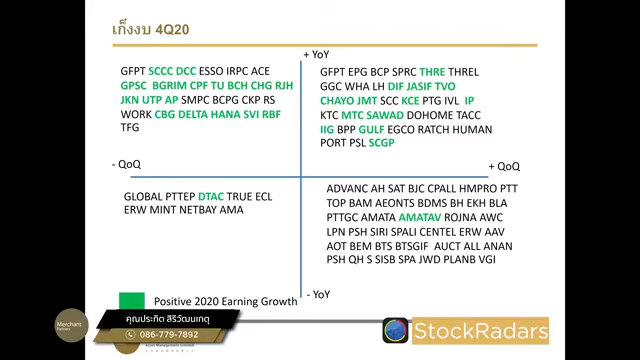 เก็งงบ 4Q20
+ YoY
GFPT SCCC DCC ESSO IRPC ACE
GPSC BGRIM CPF TU BCH CHG RJH
JKN UTP AP SMPC BCPG CKP RS
WORK CBG DELTA HANA SVI RBF
TFG
GFPT EPG BCP SPRC THRE THREL
GGC WHA LH DIF JASIF TVO
CHAYO JMT SCC KCE PTG IVL IP
KTC MTC SAWAD DOHOME TACC
IIG BPP GULF EGCO RATCH HUMAN
PORT PSL SCGP
- QoQ
+ QoQ
GLOBAL PTTEP DTAC TRUE ECL
ERW MINT NETBAY AMA
ADVANC AH SAT BJC CPALL HMPRO PTT
TOP BAM AEONTS BDMS BH EKH BLA
PTTGC AMATA AMATAV ROJNA AWC
LPN PSH SIRI SPALI CENTEL ERW AAV
AOT BEM BTS BTSGIF AUCT ALL ANAN
PSH QH S SISB SPA JWD PLANB VGI
- YoY
Positive 2020 Earning Growth
คุณประกิต สิริวัฒนเกตุ
086-779-7892
Merchant
Partners
Asset Management Limited
StockRadars